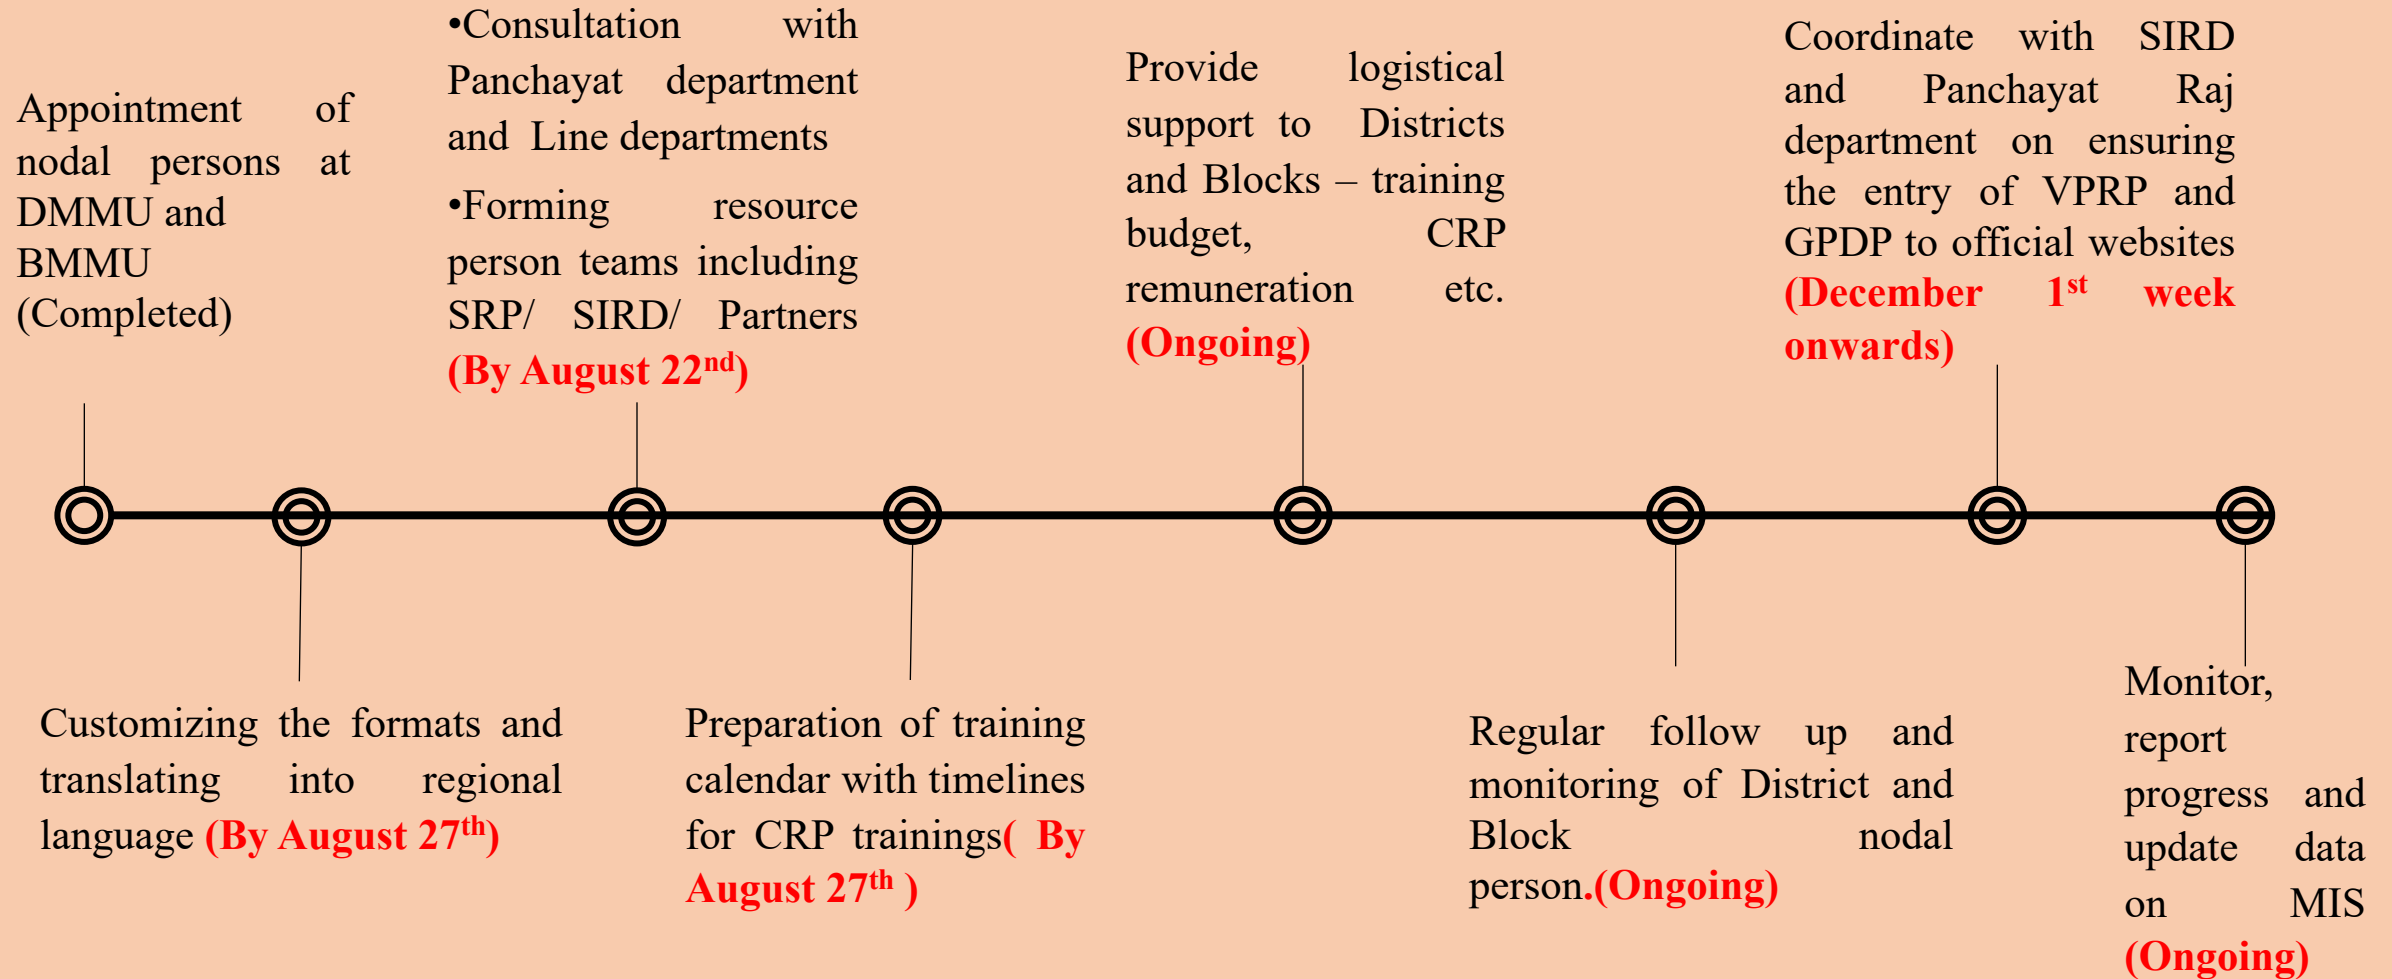 Appointment of
nodal persons at
DMMU and
BMMU
(Completed)
Customizing the formats and
translating into regional
language (By August 27th)
•Consultation with
Panchayat department
and Line departments
•Forming resource
person teams including
SRP/ SIRD/ Partners
(By August 22nd)
Preparation of training
calendar with timelines
for CRP trainings( By
August 27th )
Provide logistical
support to Districts
and Blocks – training
budget, CRP
remuneration etc.
(Ongoing)
Regular follow up and
monitoring of District and
Block nodal
person.(Ongoing)
Coordinate with SIRD
and Panchayat Raj
department on ensuring
the entry of VPRP and
GPDP to official websites
(December 1st week
onwards)
Monitor,
report
progress and
update data
on MIS
(Ongoing)